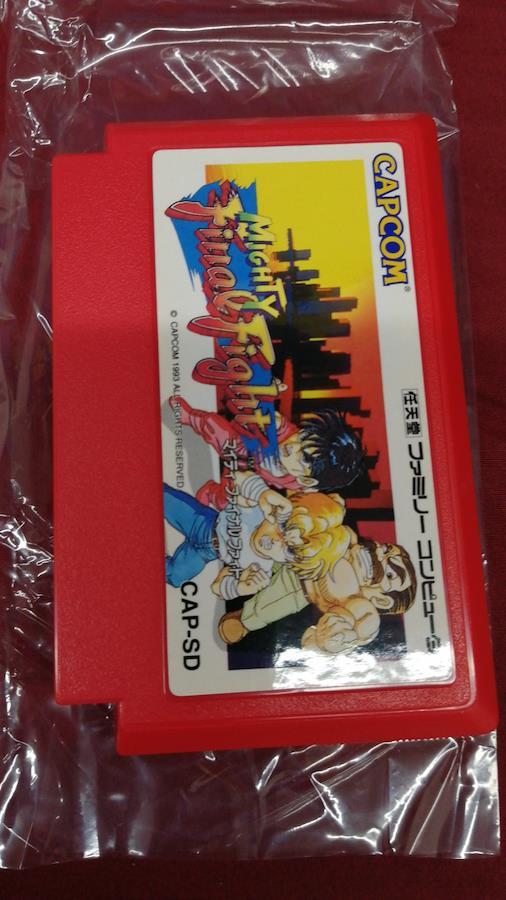 CAPCOM®
任天堂 ファミリー コンピュータ
MIGHTY
Final Fight
™
マイティ ファイナルファイト
© CAPCOM 1993 ALL RIGHTS RESERVED
CAP-SD